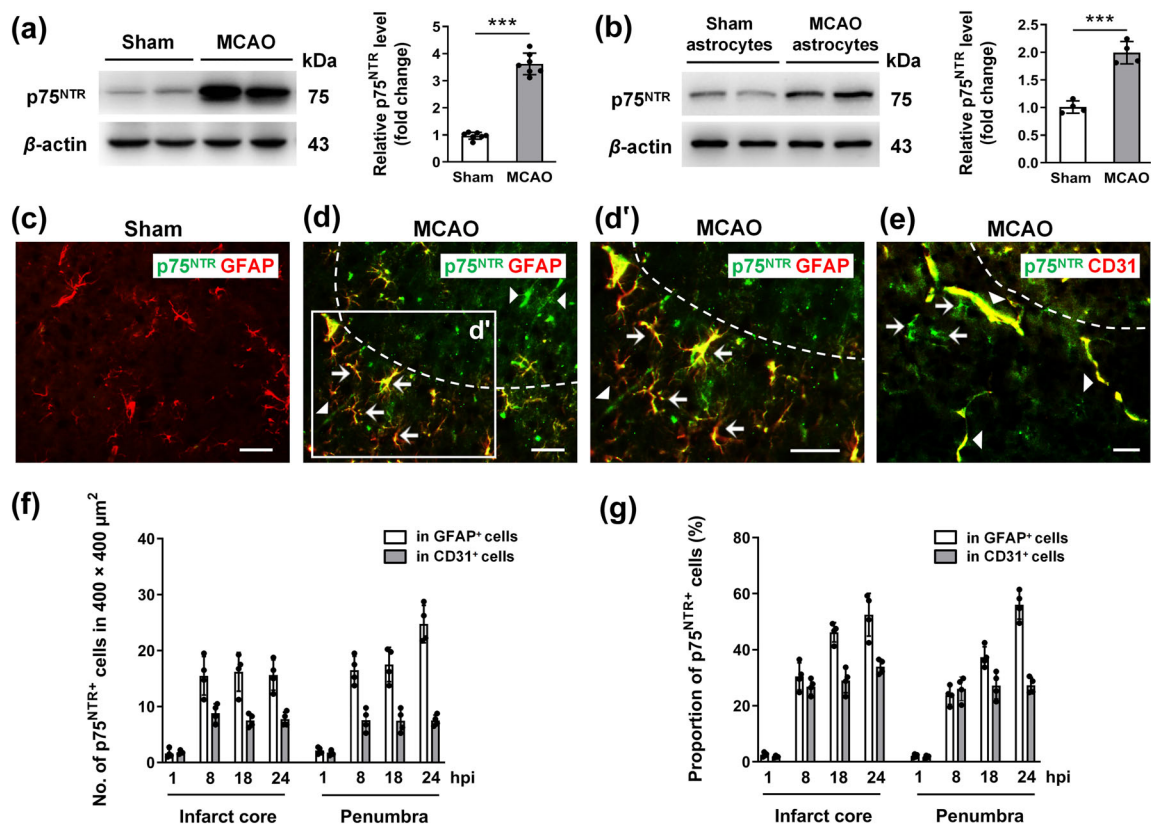 (a)
Sham MCAO
kDa
p75NTR 75
β-actin 43
Relative p75NTR level
(fold change)
5
4
3
2
1
0
***
Sham MCAO
(b)
Sham
astrocytes
MCAO
astrocytes
kDa
p75NTR 75
β-actin 43
Relative p75NTR level
(fold change)
2.5
2.0
1.5
1.0
0.5
0.0
***
Sham MCAO
(c)
Sham
p75NTR GFAP
(d)
MCAO
p75NTR GFAP
d'
(d')
MCAO
p75NTR GFAP
(e)
MCAO
p75NTR CD31
(f)
No. of p75NTR+ cells in 400 × 400 μm²
40
30
20
10
0
in GFAP+ cells
in CD31+ cells
1 8 18 24 1 8 18 24 hpi
Infarct core Penumbra
(g)
Proportion of p75NTR+ cells (%)
80
60
40
20
0
in GFAP+ cells
in CD31+ cells
1 8 18 24 1 8 18 24 hpi
Infarct core Penumbra